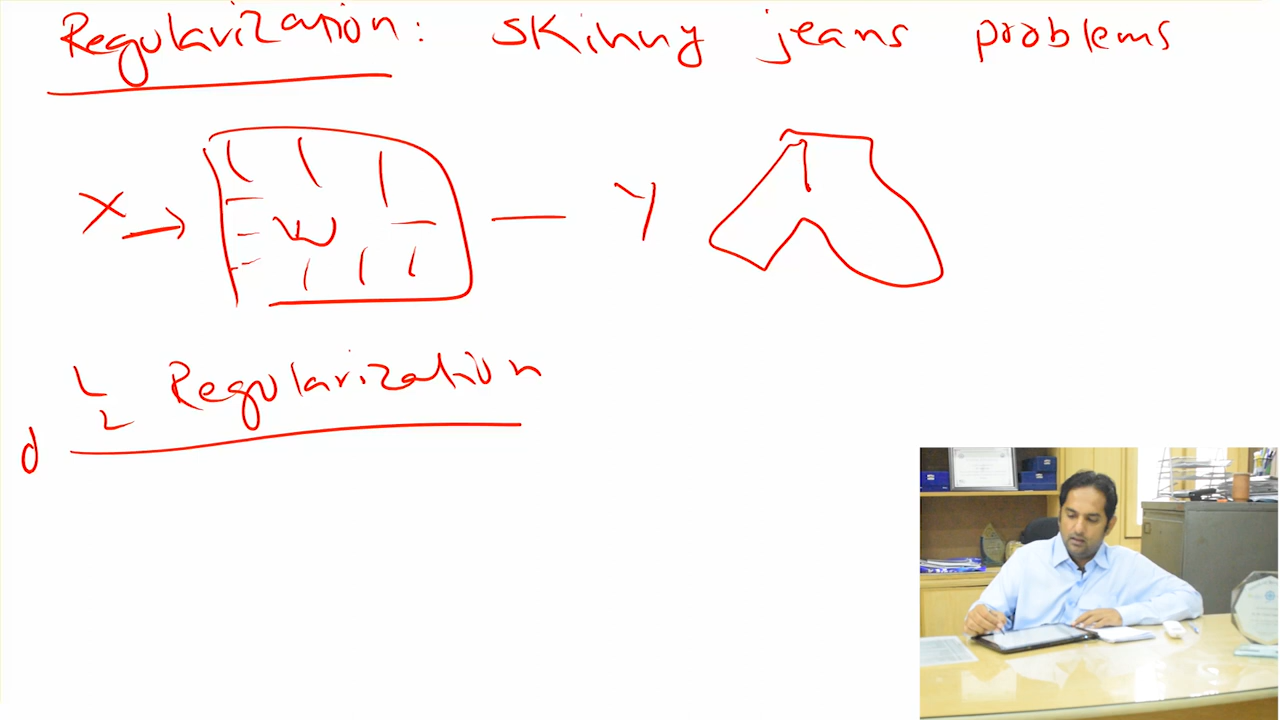 Regularization: skinny jeans problems
X → W — Y
L2 Regularization
d